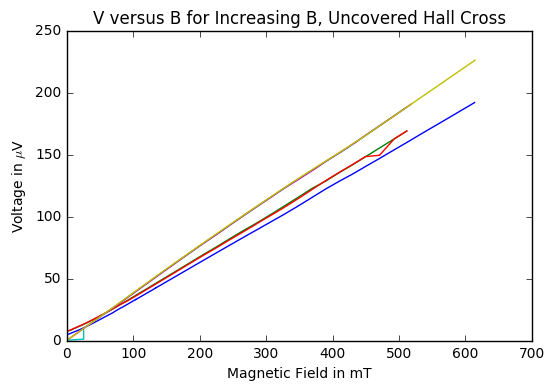 V versus B for Increasing B, Uncovered Hall Cross
250
200
150
100
50
0
Voltage in μV
0 100 200 300 400 500 600 700
Magnetic Field in mT